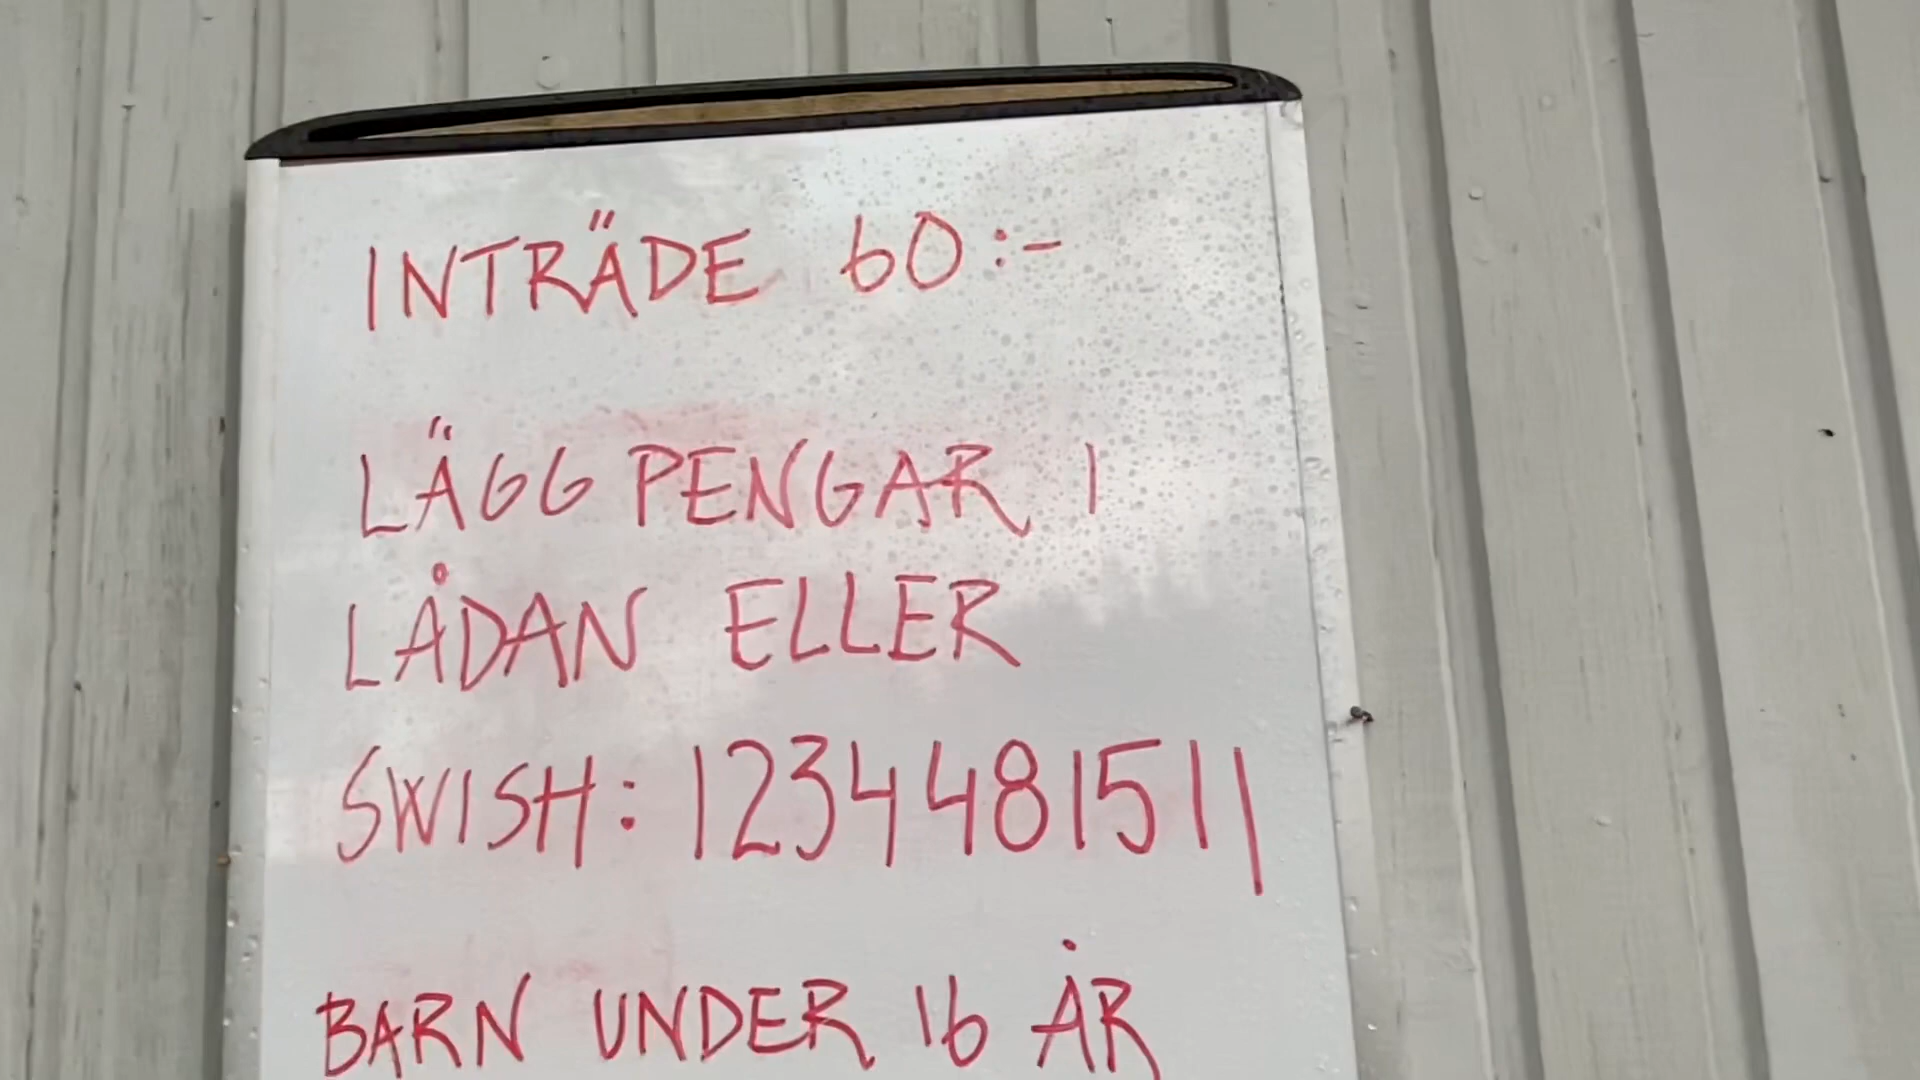 INTRÄDE 60:-
LÄGG PENGAR I
LÅDAN ELLER
SWISH: 1234481511
BARN UNDER 16 ÅR